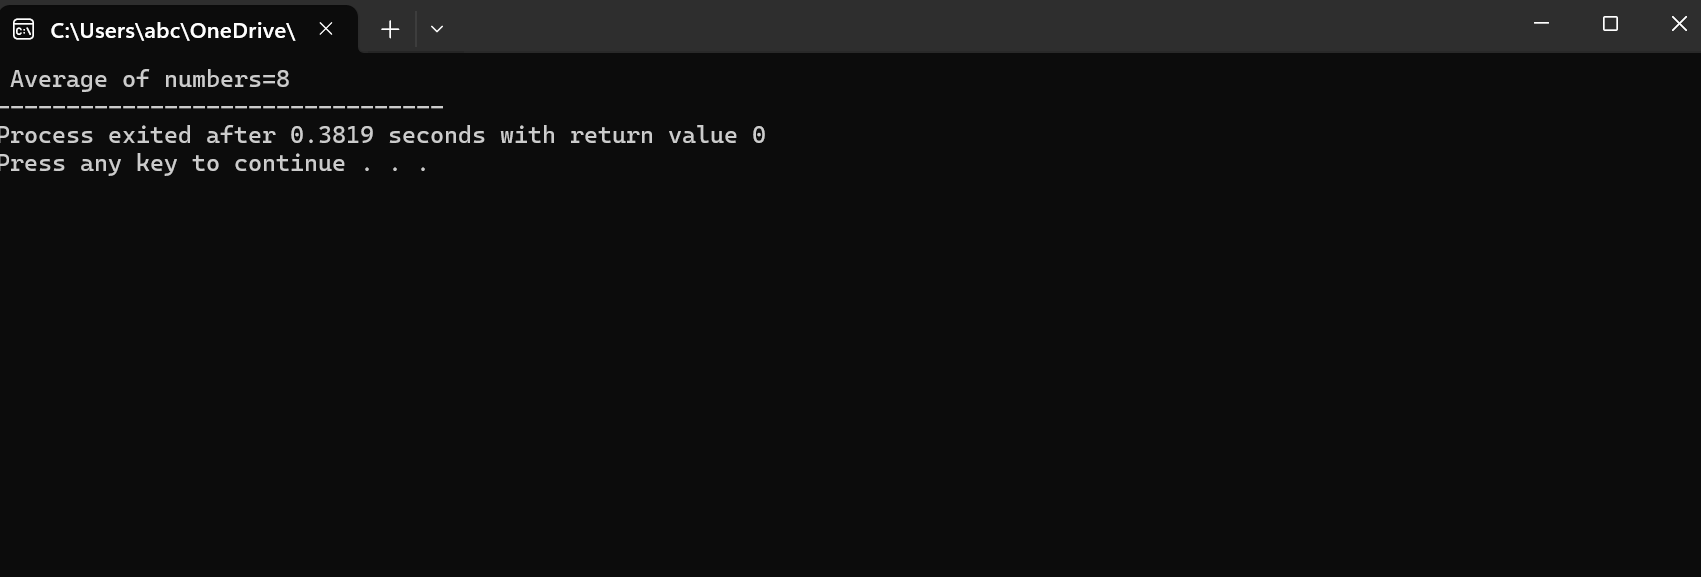 C:\Users\abc\OneDrive\
Average of numbers=8
--------------------------------
Process exited after 0.3819 seconds with return value 0
Press any key to continue . . .